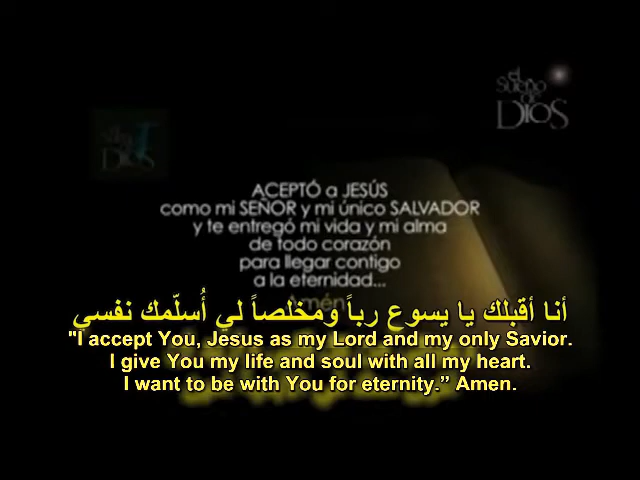 el
Sueño
de
DIOS
DIOS
ACEPTÓ a JESÚS
como mi SEÑOR y mi único SALVADOR
y te entregó mi vida y mi alma
de todo corazón
para llegar contigo
a la eternidad...
Amén
أنا أقبلك يا يسوع رباً ومخلصاً لي أُسلّمك نفسي
"I accept You, Jesus as my Lord and my only Savior.
I give You my life and soul with all my heart.
I want to be with You for eternity.” Amen.